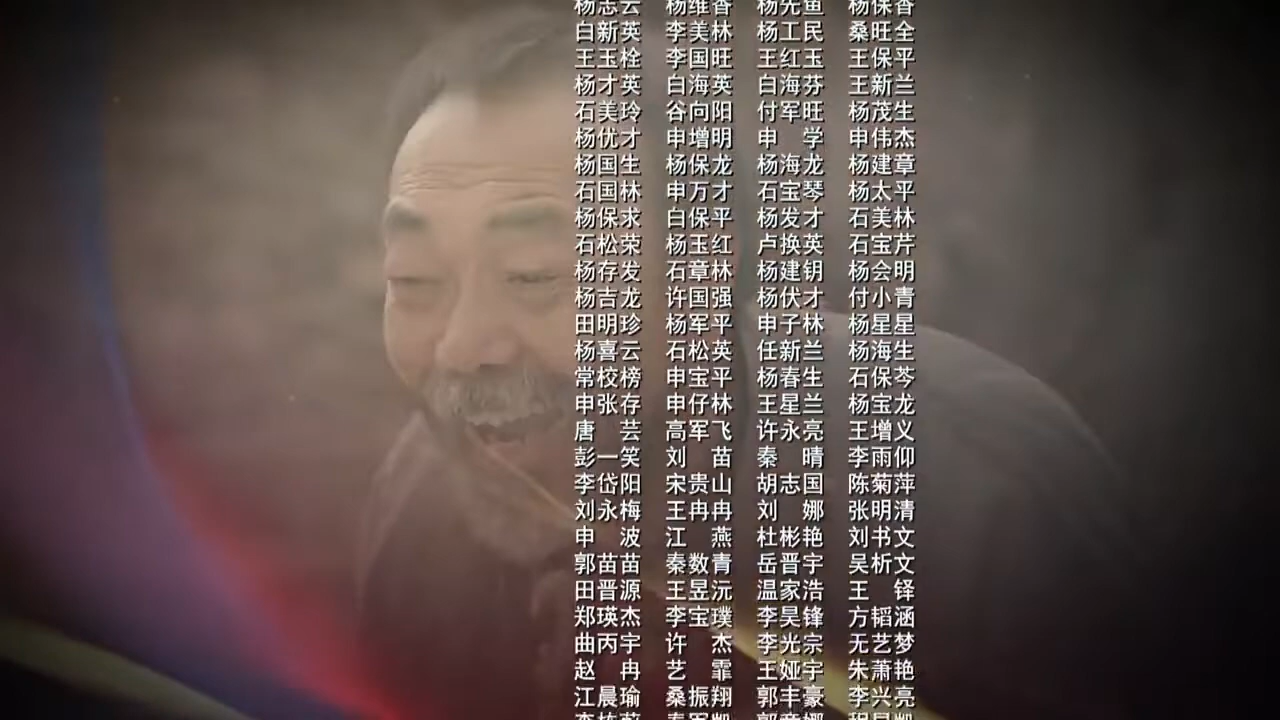 杨志云 杨维香 杨先鱼 杨保香
白新英 李美林 杨工民 桑旺全
王玉栓 李国旺 王红玉 王保平
杨才英 白海英 白海芬 王新兰
石美玲 谷向阳 付军旺 杨茂生
杨优才 申增明 申 学 申伟杰
杨国生 杨保龙 杨海龙 杨建章
石国林 申万才 石宝琴 杨太平
杨保求 白保平 杨发才 石美林
石松荣 杨玉红 卢换英 石宝芹
杨存发 石章林 杨建钥 杨会明
杨吉龙 许国强 杨伏才 付小青
田明珍 杨军平 申子林 杨星星
杨喜云 石松英 任新兰 杨海生
常校榜 申宝平 杨春生 石保芩
申张存 申仔林 王星兰 杨宝龙
唐 芸 高军飞 许永亮 王增义
彭一笑 刘 苗 秦 晴 李雨仰
李岱阳 宋贵山 胡志国 陈菊萍
刘永梅 王冉冉 刘 娜 张明清
申 波 江 燕 杜彬艳 刘书文
郭苗苗 秦数青 岳晋宇 吴析文
田晋源 王昱沅 温家浩 王 铎
郑瑛杰 李宝璞 李昊锋 方韬涵
曲丙宇 许 杰 李光宗 无艺梦
赵 冉 艺 霏 王娅宇 朱萧艳
江晨瑜 桑振翔 郭丰豪 李兴亮